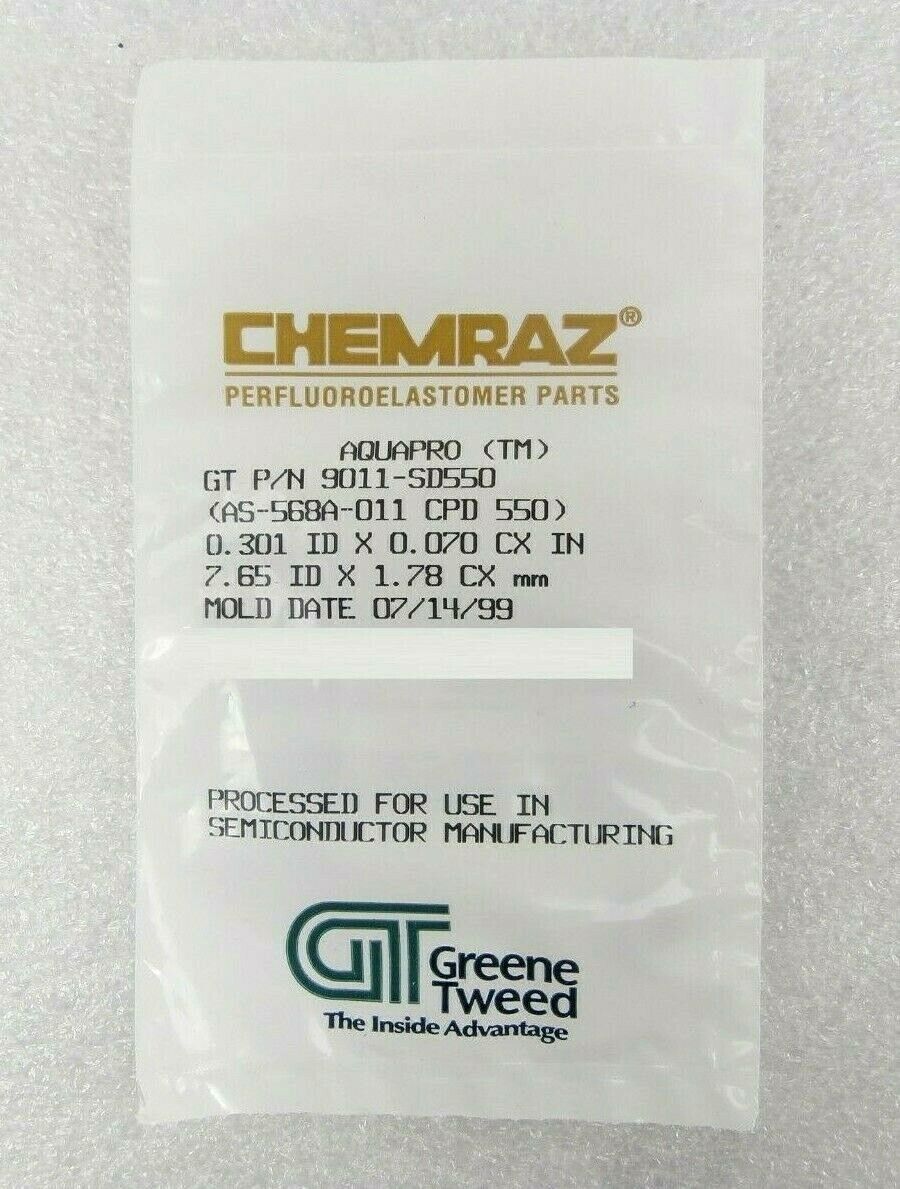 CHEMRAZ®
PERFLUOROELASTOMER PARTS
AQUAPRO (TM)
GT P/N 9011-SD550
(AS-568A-011 CPD 550)
0.301 ID X 0.070 CX IN
7.65 ID X 1.78 CX mm
MOLD DATE 07/14/99
PROCESSED FOR USE IN
SEMICONDUCTOR MANUFACTURING
GT Greene
Tweed
The Inside Advantage